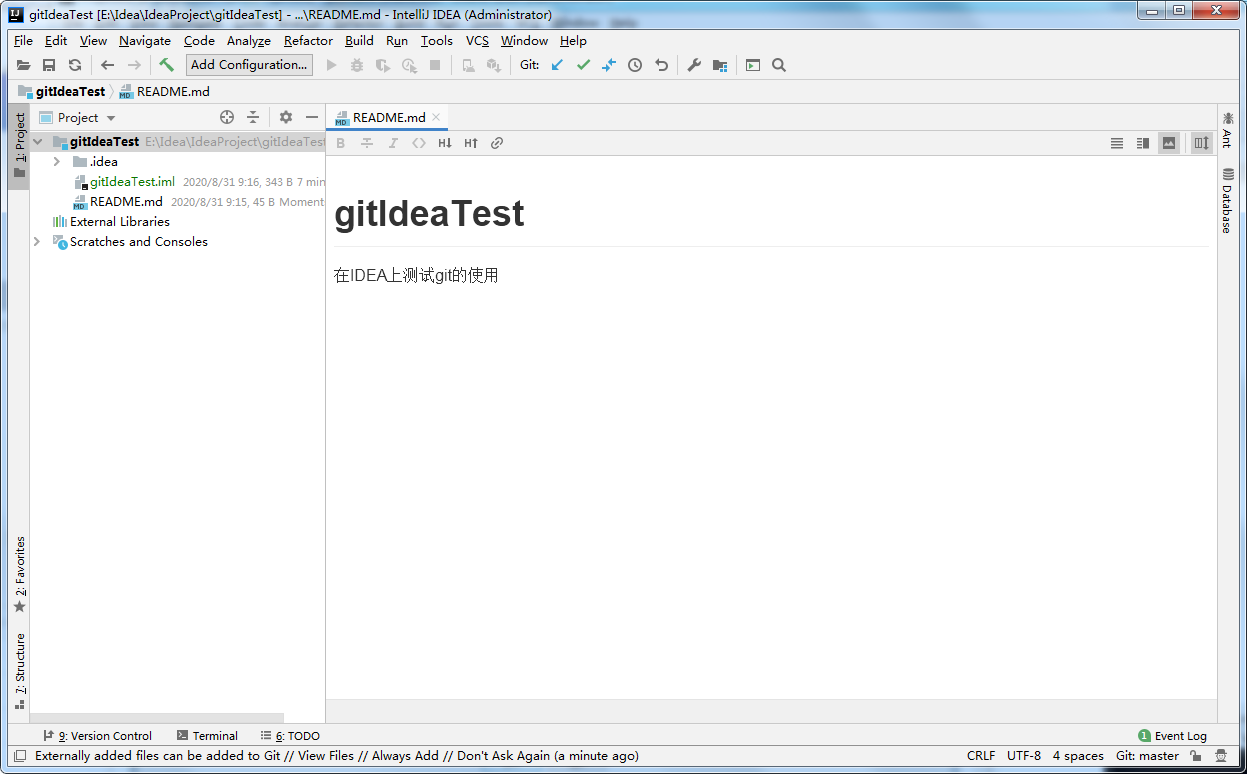 gitIdeaTest [E:\Idea\IdeaProject\gitIdeaTest] - ...\README.md - IntelliJ IDEA (Administrator)
File Edit View Navigate Code Analyze Refactor Build Run Tools VCS Window Help
Add Configuration... Git:
gitIdeaTest README.md
1: Project
Project
README.md
gitIdeaTest E:\Idea\IdeaProject\gitIdeaTest
.idea
gitIdeaTest.iml 2020/8/31 9:16, 343 B 7 min
README.md 2020/8/31 9:15, 45 B Moment
External Libraries
Scratches and Consoles
B I <> H↓ H↑
gitIdeaTest
在IDEA上测试git的使用
Ant
Database
2: Favorites
7: Structure
9: Version Control Terminal 6: TODO
1 Event Log
Externally added files can be added to Git // View Files // Always Add // Don't Ask Again (a minute ago)
CRLF UTF-8 4 spaces Git: master